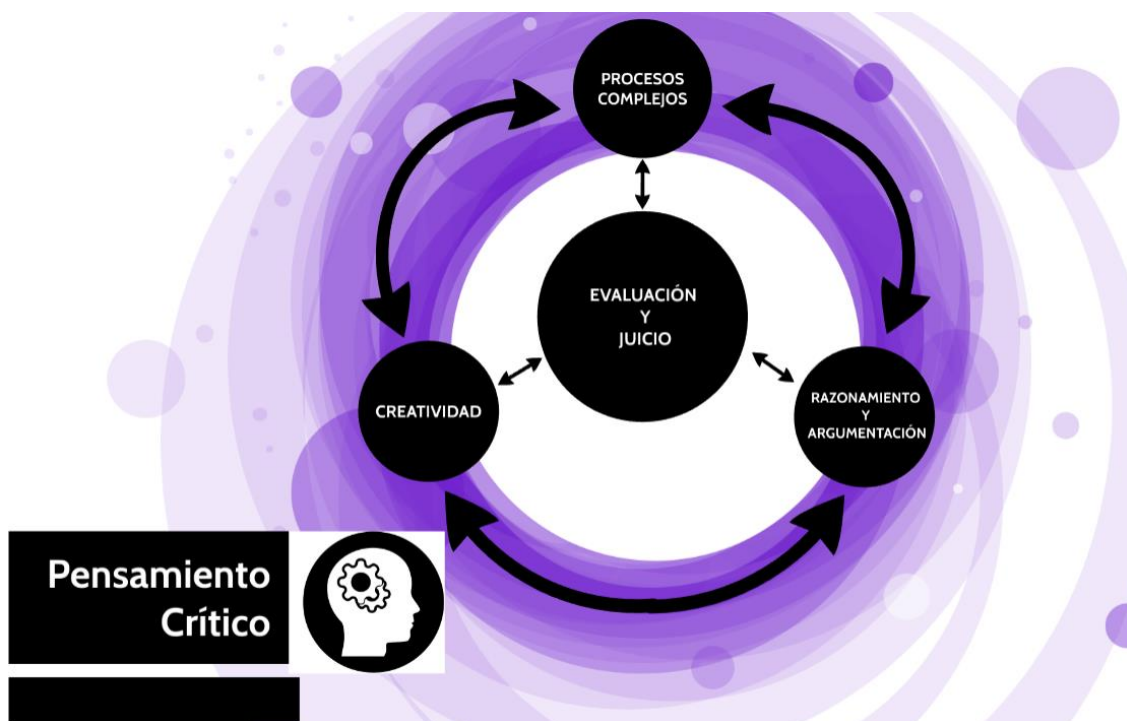 PROCESOS
COMPLEJOS
EVALUACIÓN
Y
JUICIO
CREATIVIDAD
RAZONAMIENTO
Y
ARGUMENTACIÓN
Pensamiento
Crítico